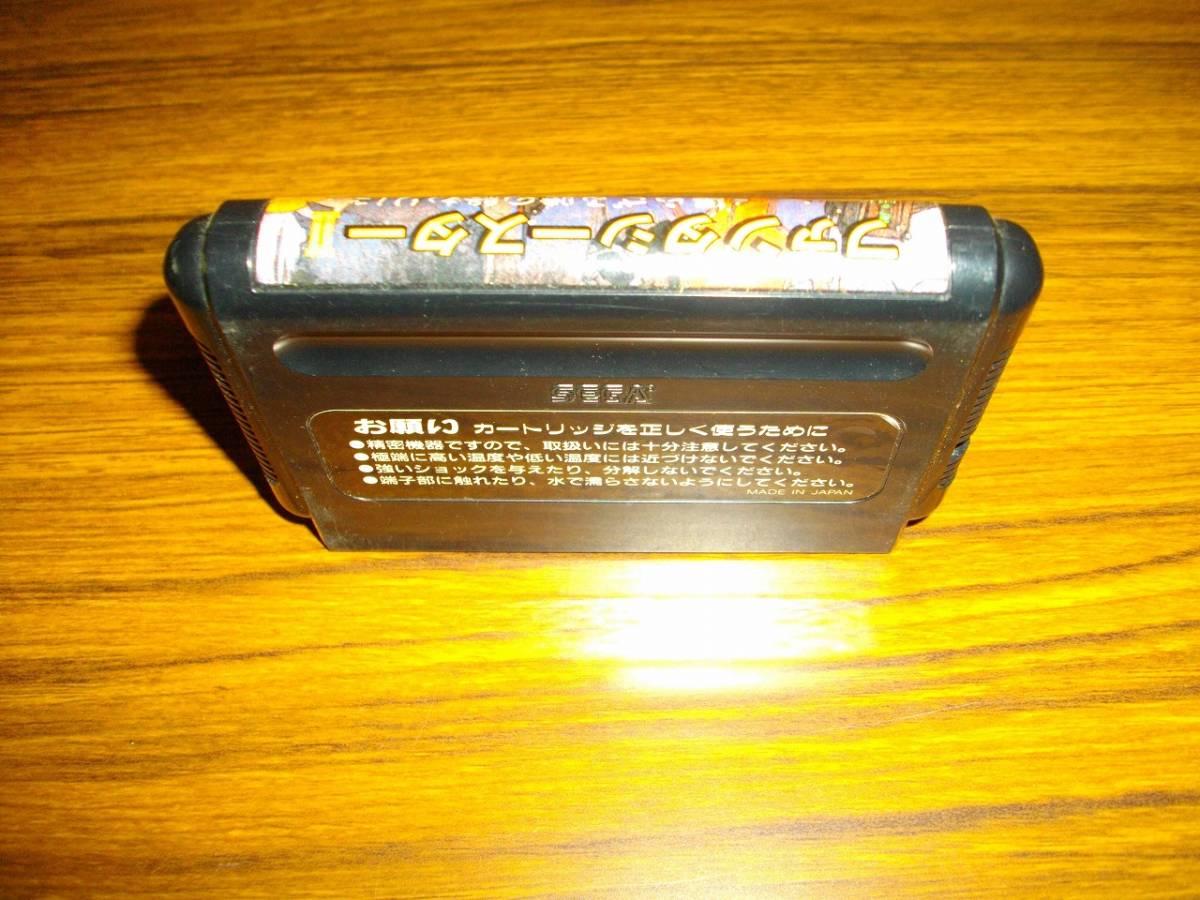 ファンタシースター II
SEGA
お願い カートリッジを正しく使うために
●精密機器ですので、取扱いには十分注意してください。
●極端に高い温度や低い温度には近づけないでください。
●強いショックを与えたり、分解しないでください。
●端子部に触れたり、水で濡らさないようにしてください。
MADE IN JAPAN